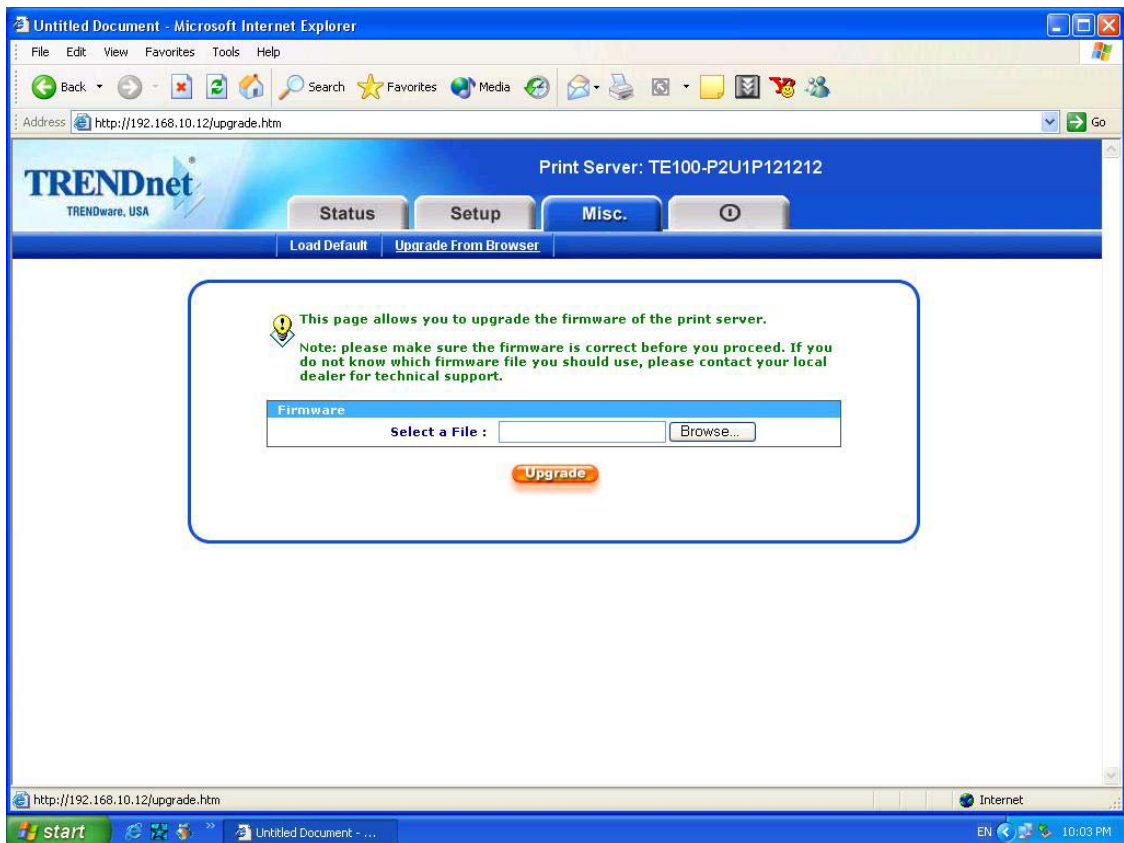 Untitled Document - Microsoft Internet Explorer
File Edit View Favorites Tools Help
Back Search Favorites Media
Address http://192.168.10.12/upgrade.htm Go
TRENDnet
TRENDware, USA
Print Server: TE100-P2U1P121212
Status Setup Misc.
Load Default Upgrade From Browser
This page allows you to upgrade the firmware of the print server.
Note: please make sure the firmware is correct before you proceed. If you
do not know which firmware file you should use, please contact your local
dealer for technical support.
Firmware
Select a File : Browse...
Upgrade
http://192.168.10.12/upgrade.htm Internet
start Untitled Document - ... EN 10:03 PM